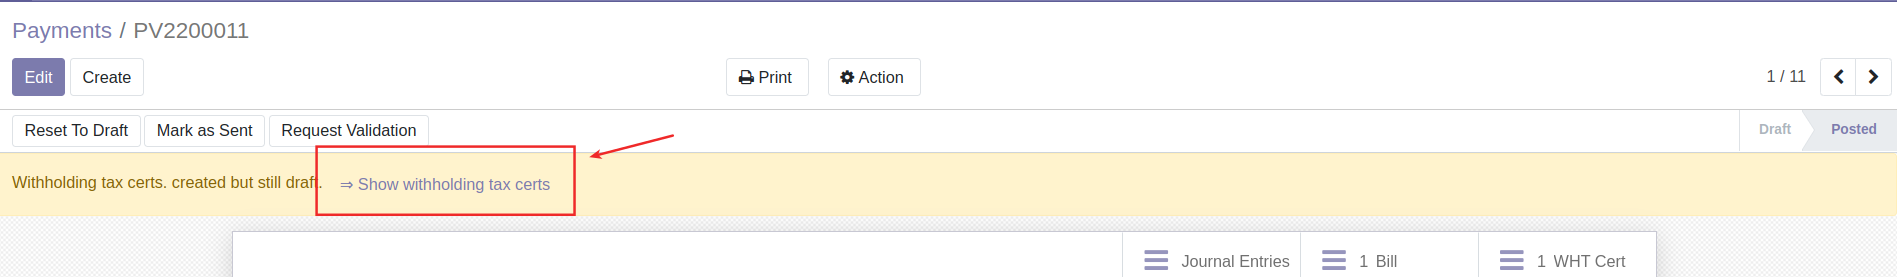 Payments / PV2200011
Edit Create Print Action 1 / 11
Reset To Draft Mark as Sent Request Validation Draft Posted
Withholding tax certs. created but still draft. ⇒ Show withholding tax certs
Journal Entries 1 Bill 1 WHT Cert